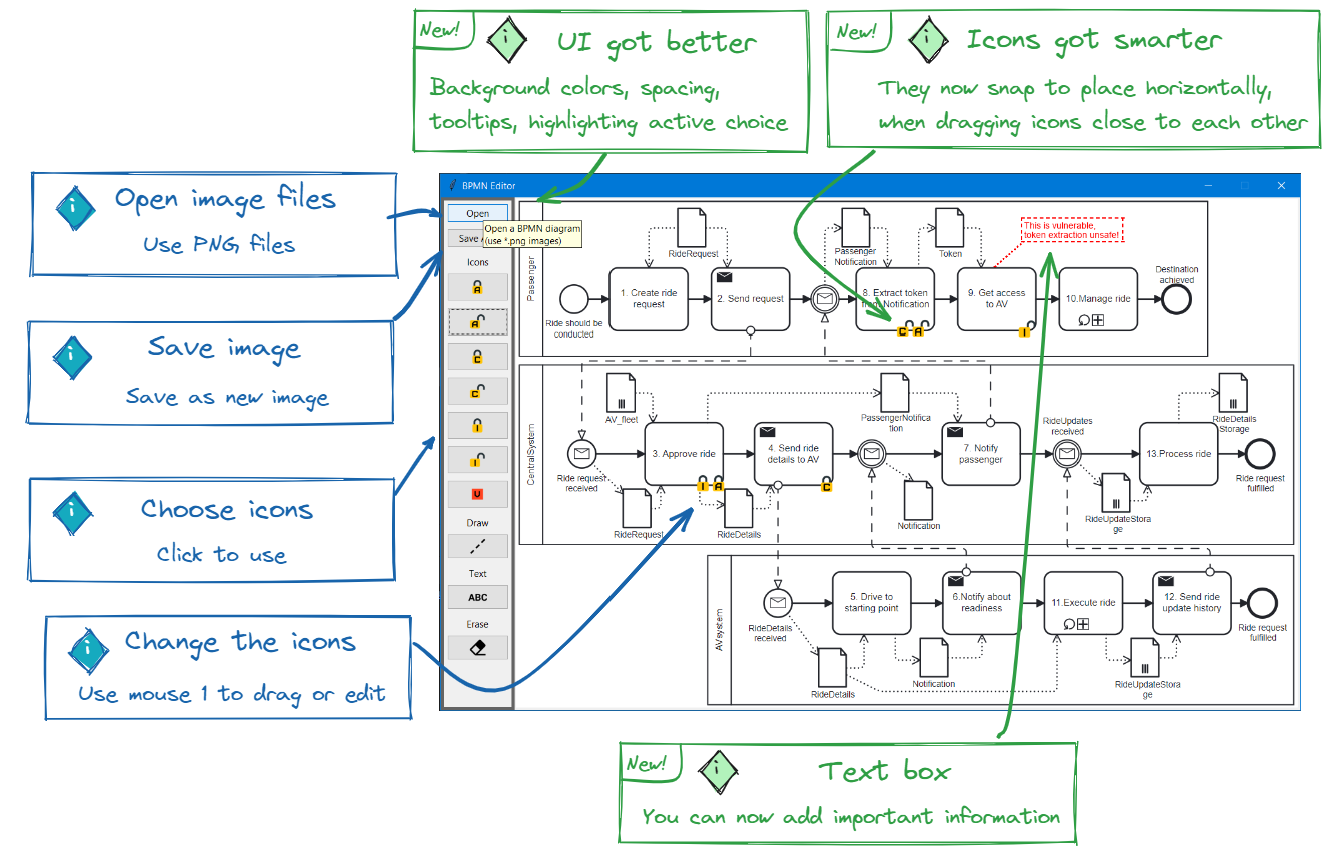 New!
UI got better
Background colors, spacing,
tooltips, highlighting active choice
New!
Icons got smarter
They now snap to place horizontally,
when dragging icons close to each other
Open image files
Use PNG files
Save image
Save as new image
Choose icons
Click to use
Change the icons
Use mouse 1 to drag or edit
BPMN Editor
Open
Save
Open a BPMN diagram
(use *.png images)
Icons
A
A
C
C
I
I
U
Draw
Text
ABC
Erase
Passenger
RideRequest
Passenger
Notification
Token
This is vulnerable,
token extraction unsafe!
Ride should be
conducted
1. Create ride
request
2. Send request
8. Extract token
from Notification
C A
9. Get access
to AV
I
10.Manage ride
Destination
achieved
CentralSystem
AV_fleet
PassengerNotifica
tion
RideUpdates
received
RideDetails
Storage
Ride request
received
3. Approve ride
I A
4. Send ride
details to AV
C
7. Notify
passenger
13.Process ride
Ride request
fulfilled
RideRequest
RideDetails
Notification
RideUpdateStora
ge
AVsystem
RideDetails
received
5. Drive to
starting point
6.Notify about
readiness
11.Execute ride
12. Send ride
update history
Ride request
fulfilled
RideDetails
Notification
RideUpdateStora
ge
New!
Text box
You can now add important information